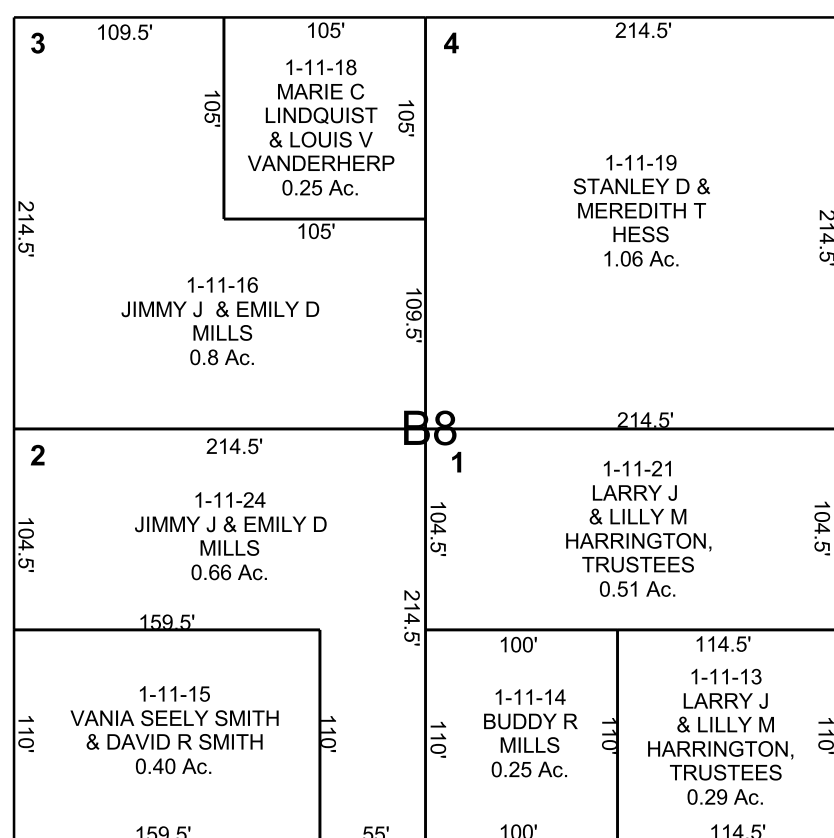 3
109.5'
105'
4
214.5'
1-11-18
MARIE C
LINDQUIST
& LOUIS V
VANDERHERP
0.25 Ac.
105'
105'
105'
1-11-19
STANLEY D &
MEREDITH T
HESS
1.06 Ac.
214.5'
214.5'
1-11-16
JIMMY J & EMILY D
MILLS
0.8 Ac.
109.5'
214.5'
B8
2
214.5'
1
1-11-24
JIMMY J & EMILY D
MILLS
0.66 Ac.
104.5'
159.5'
214.5'
1-11-21
LARRY J
& LILLY M
HARRINGTON,
TRUSTEES
0.51 Ac.
104.5'
104.5'
1-11-15
VANIA SEELY SMITH
& DAVID R SMITH
0.40 Ac.
110'
110'
159.5'
55'
100'
1-11-14
BUDDY R
MILLS
0.25 Ac.
110'
110'
100'
114.5'
1-11-13
LARRY J
& LILLY M
HARRINGTON,
TRUSTEES
0.29 Ac.
110'
114.5'